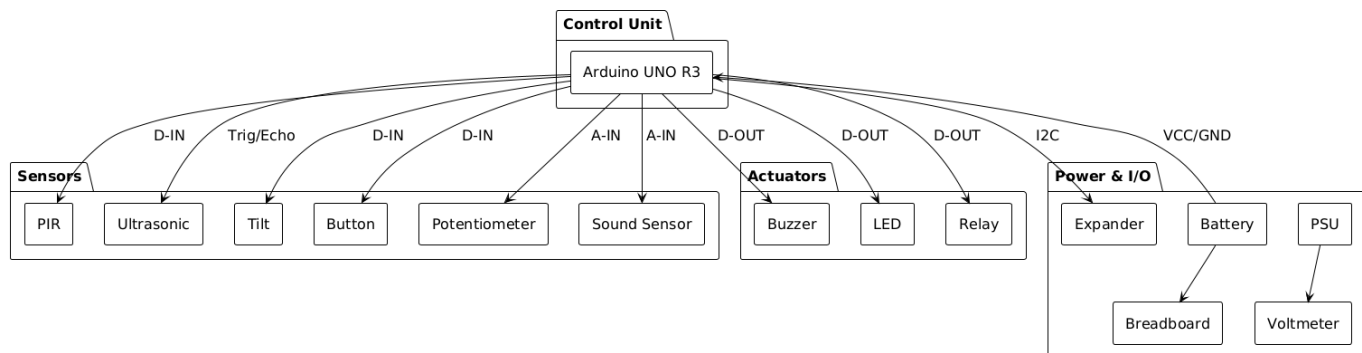 Control Unit
Arduino UNO R3
D-IN
Trig/Echo
D-IN
D-IN
A-IN
A-IN
D-OUT
D-OUT
D-OUT
I2C
VCC/GND
Sensors
PIR
Ultrasonic
Tilt
Button
Potentiometer
Sound Sensor
Actuators
Buzzer
LED
Relay
Power & I/O
Expander
Battery
PSU
Breadboard
Voltmeter